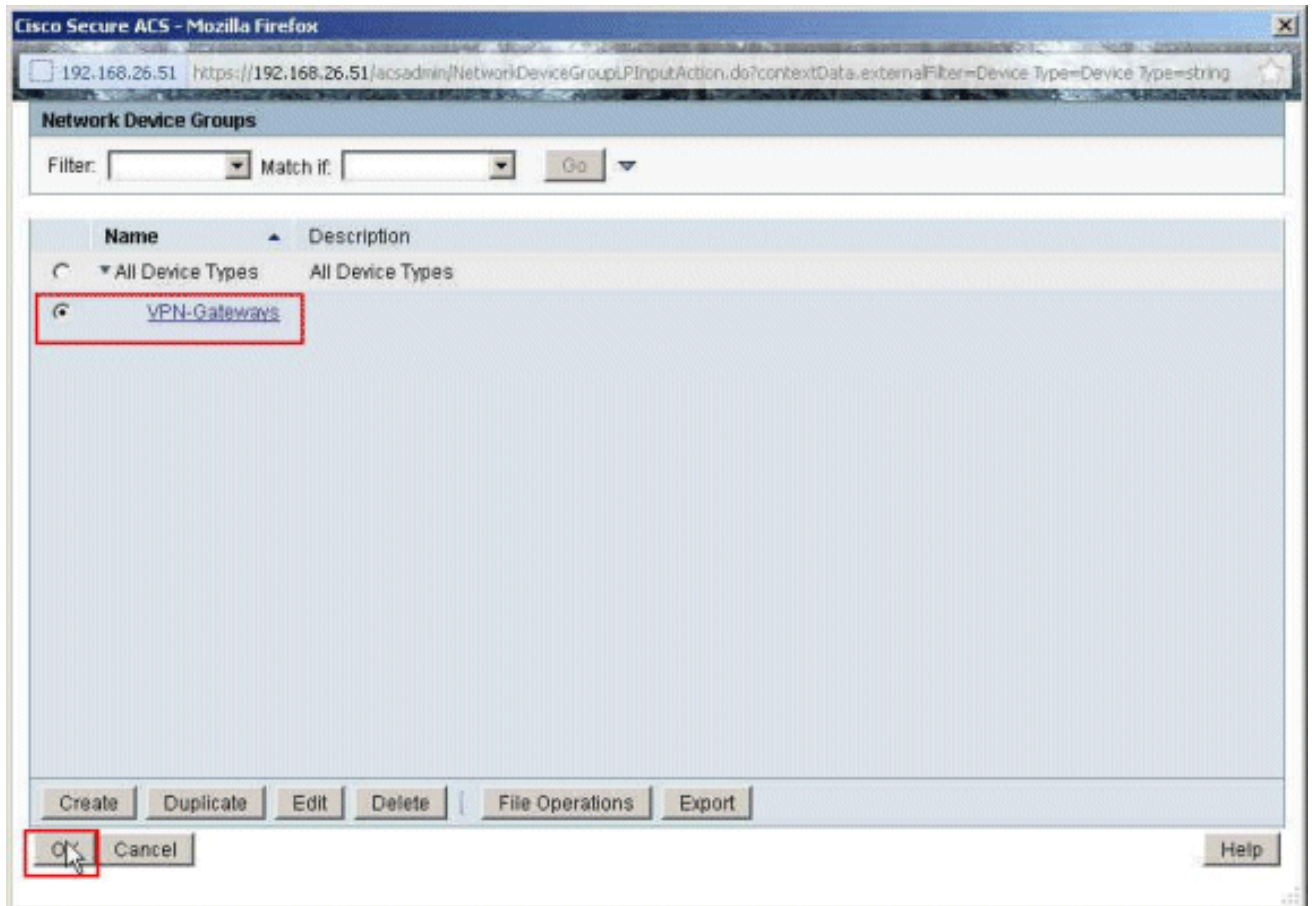 Cisco Secure ACS - Mozilla Firefox
192.168.26.51 https://192.168.26.51/acsadmin/NetworkDeviceGroupLPInputAction.do?contextData.externalFilter=Device Type=Device Type=string
Network Device Groups
Filter: Match if: Go
Name Description
All Device Types All Device Types
VPN-Gateways
Create Duplicate Edit Delete | File Operations Export
OK Cancel Help